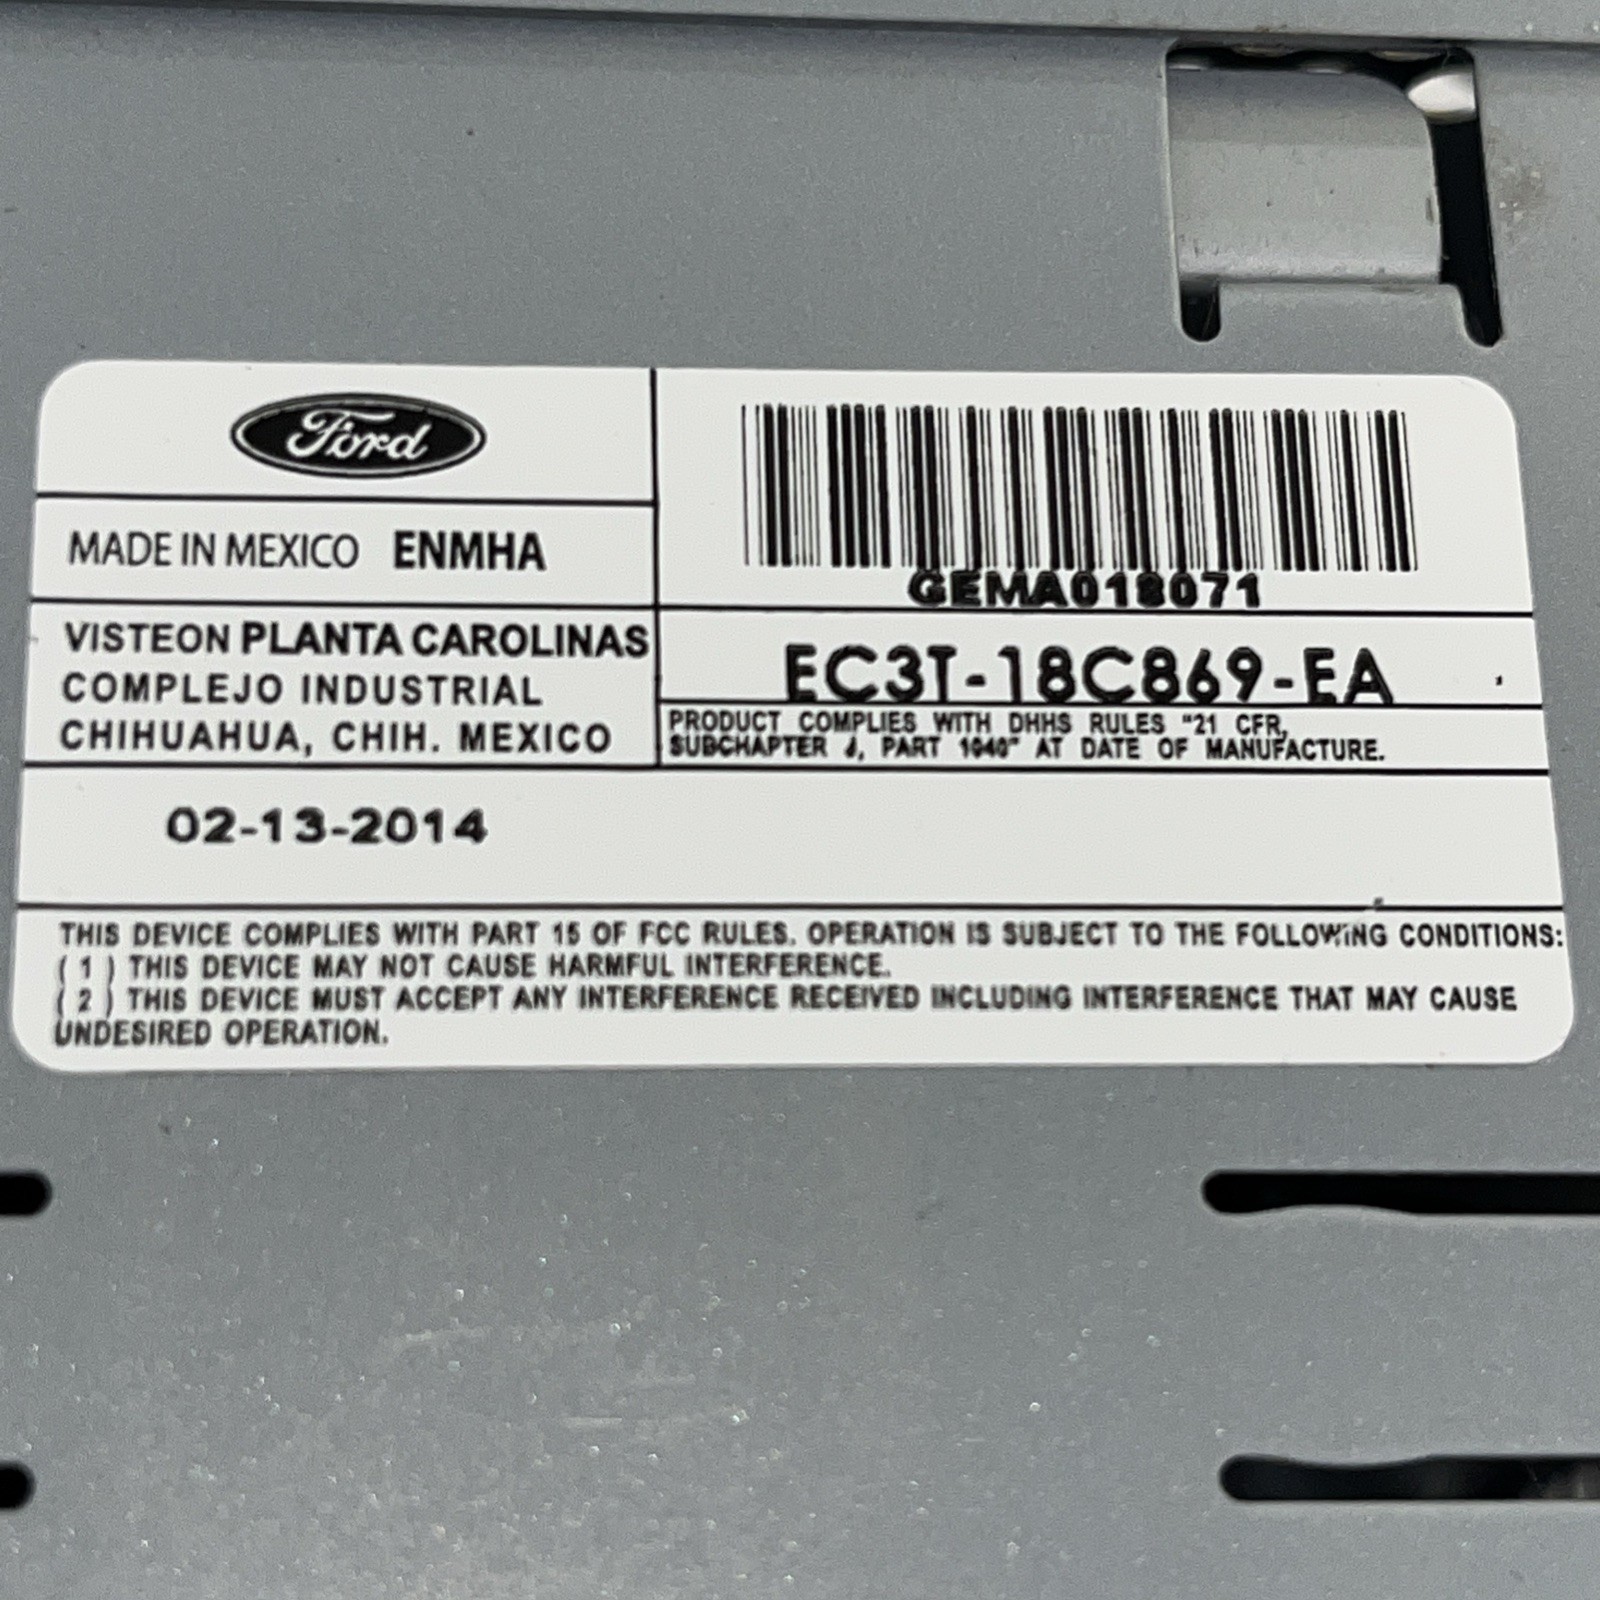 Ford
MADE IN MEXICO ENMHA
VISTEON PLANTA CAROLINAS
COMPLEJO INDUSTRIAL
CHIHUAHUA, CHIH. MEXICO
GEMA018071
EC3T-18C869-EA
PRODUCT COMPLIES WITH DHHS RULES "21 CFR,
SUBCHAPTER J, PART 1040" AT DATE OF MANUFACTURE.
02-13-2014
THIS DEVICE COMPLIES WITH PART 15 OF FCC RULES. OPERATION IS SUBJECT TO THE FOLLOWING CONDITIONS:
( 1 ) THIS DEVICE MAY NOT CAUSE HARMFUL INTERFERENCE.
( 2 ) THIS DEVICE MUST ACCEPT ANY INTERFERENCE RECEIVED INCLUDING INTERFERENCE THAT MAY CAUSE
UNDESIRED OPERATION.